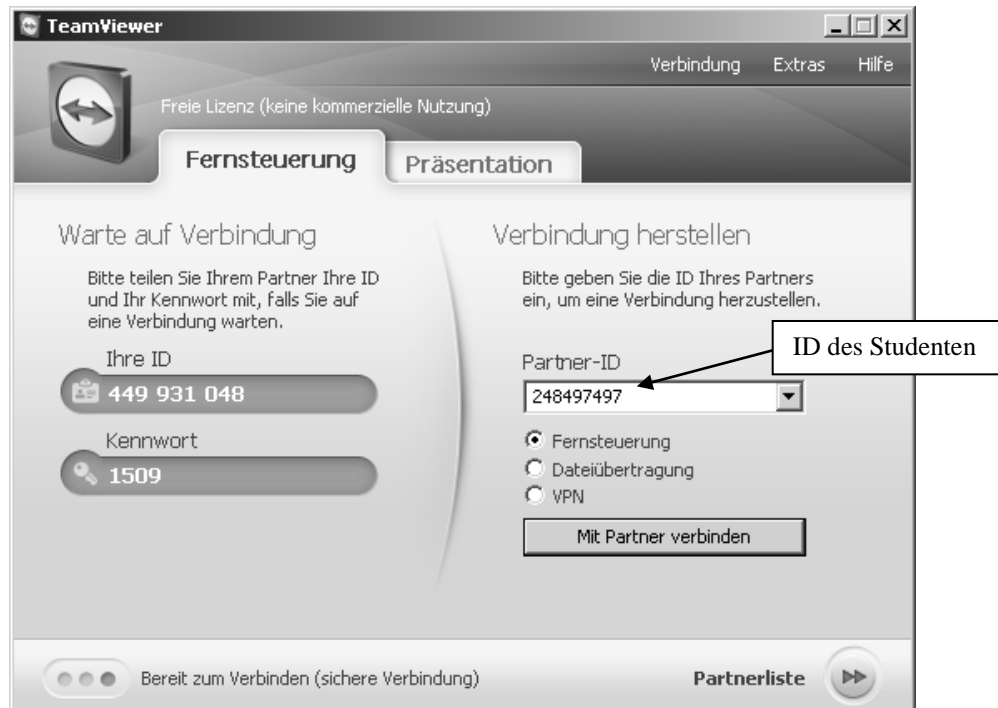 TeamViewer
Verbindung Extras Hilfe
Freie Lizenz (keine kommerzielle Nutzung)
Fernsteuerung Präsentation
Warte auf Verbindung
Bitte teilen Sie Ihrem Partner Ihre ID
und Ihr Kennwort mit, falls Sie auf
eine Verbindung warten.
Ihre ID
449 931 048
Kennwort
1509
Verbindung herstellen
Bitte geben Sie die ID Ihres Partners
ein, um eine Verbindung herzustellen.
ID des Studenten
Partner-ID
248497497
Fernsteuerung
Dateiübertragung
VPN
Mit Partner verbinden
Bereit zum Verbinden (sichere Verbindung)
Partnerliste